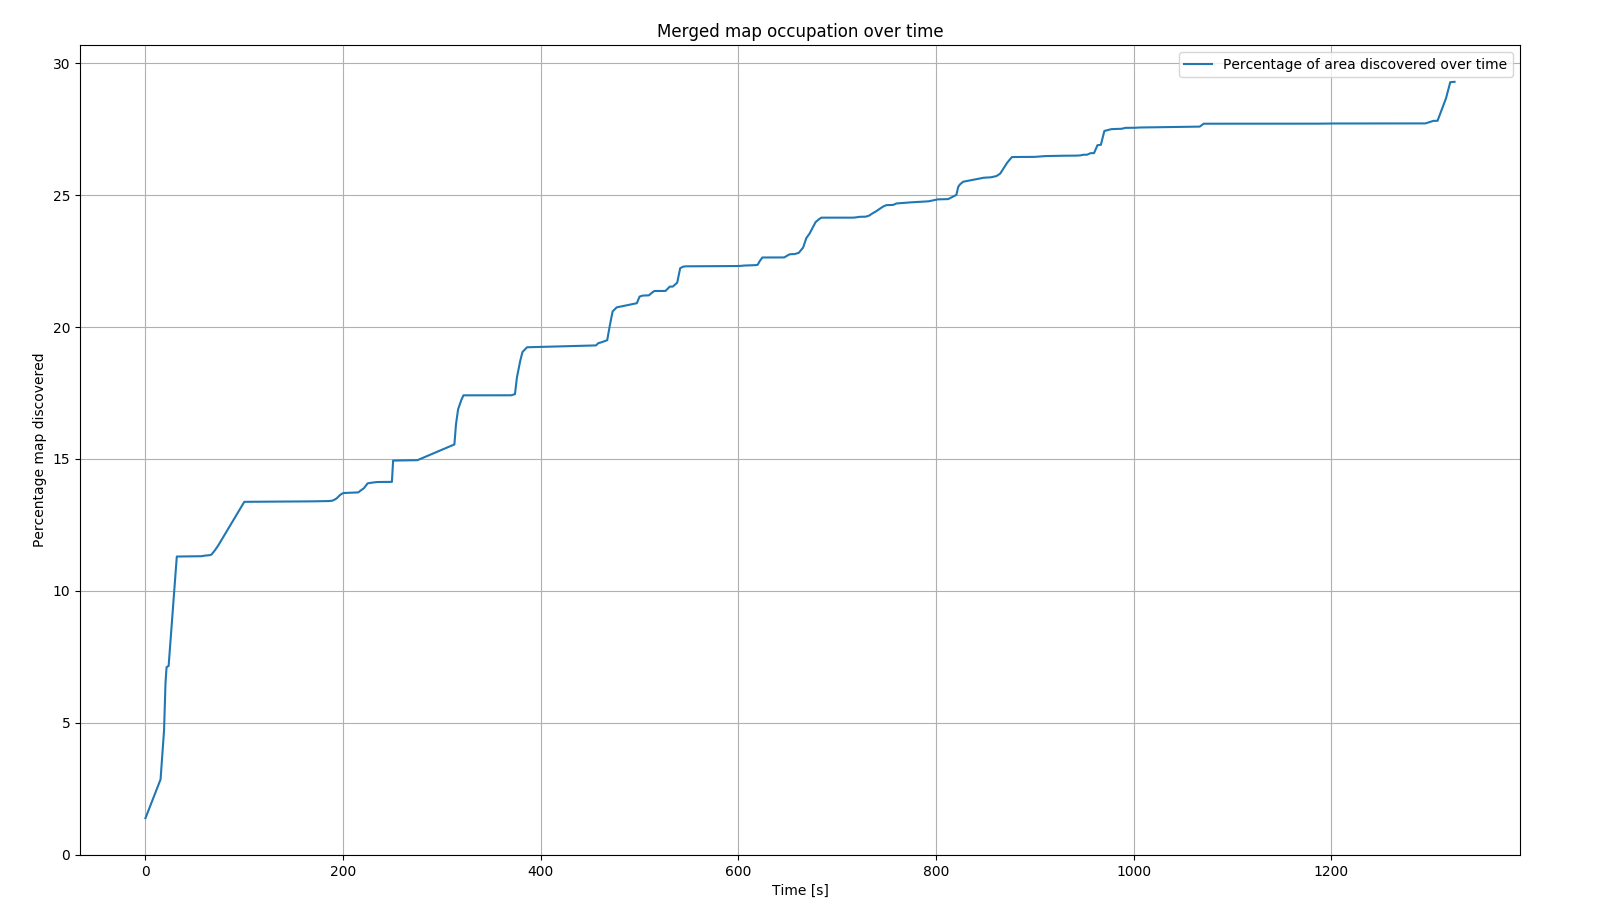 Merged map occupation over time
Percentage of area discovered over time
Percentage map discovered
30
25
20
15
10
5
0
0 200 400 600 800 1000 1200
Time [s]